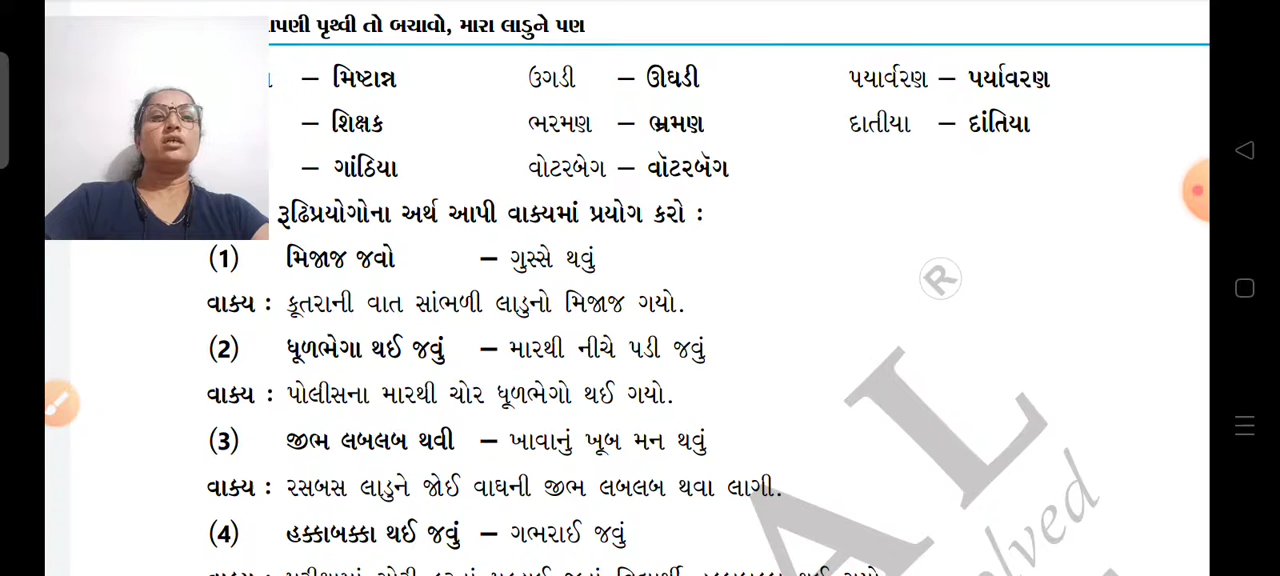 પૃથ્વી તો બચાવો, મારા લાડુને પણ
– મિષ્ટાન્ન ઉગડી – ઊઘડી પયાર્વરણ – પર્યાવરણ
– શિક્ષક ભરમણ – ભ્રમણ દાતીયા – દાંતિયા
– ગાંઠિયા વોટરબેગ – વૉટરબૅગ
રૂઢિપ્રયોગોના અર્થ આપી વાક્યમાં પ્રયોગ કરો :
(1) મિજાજ જવો – ગુસ્સે થવું
વાક્ય : કૂતરાની વાત સાંભળી લાડુનો મિજાજ ગયો.
(2) ધૂળભેગા થઈ જવું – મારથી નીચે પડી જવું
વાક્ય : પોલીસના મારથી ચોર ધૂળભેગો થઈ ગયો.
(3) જીભ લબલબ થવી – ખાવાનું ખૂબ મન થવું
વાક્ય : રસબસ લાડુને જોઈ વાઘની જીભ લબલબ થવા લાગી.
(4) હક્કાબક્કા થઈ જવું – ગભરાઈ જવું
®
AL